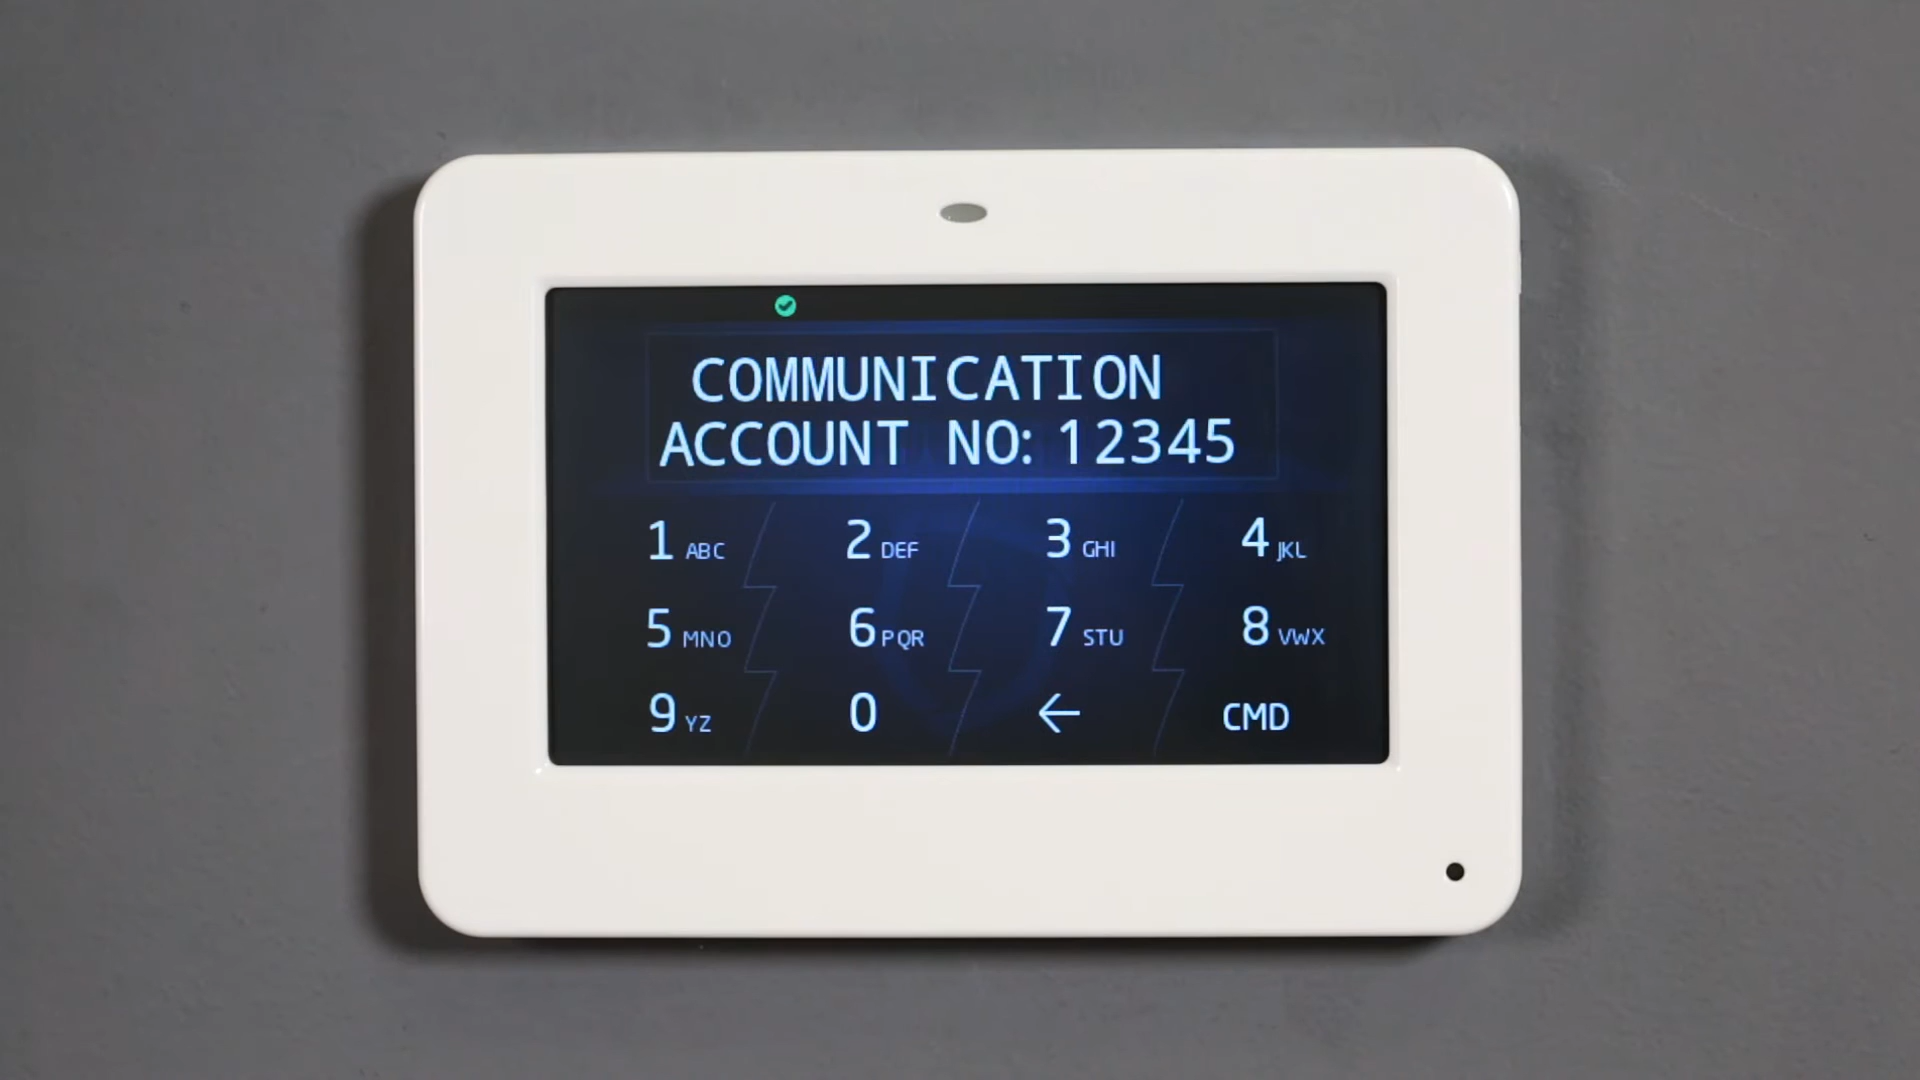 COMMUNICATION
ACCOUNT NO: 12345
1 ABC 2 DEF 3 GHI 4 JKL
5 MNO 6 PQR 7 STU 8 VWX
9 YZ 0 ← CMD